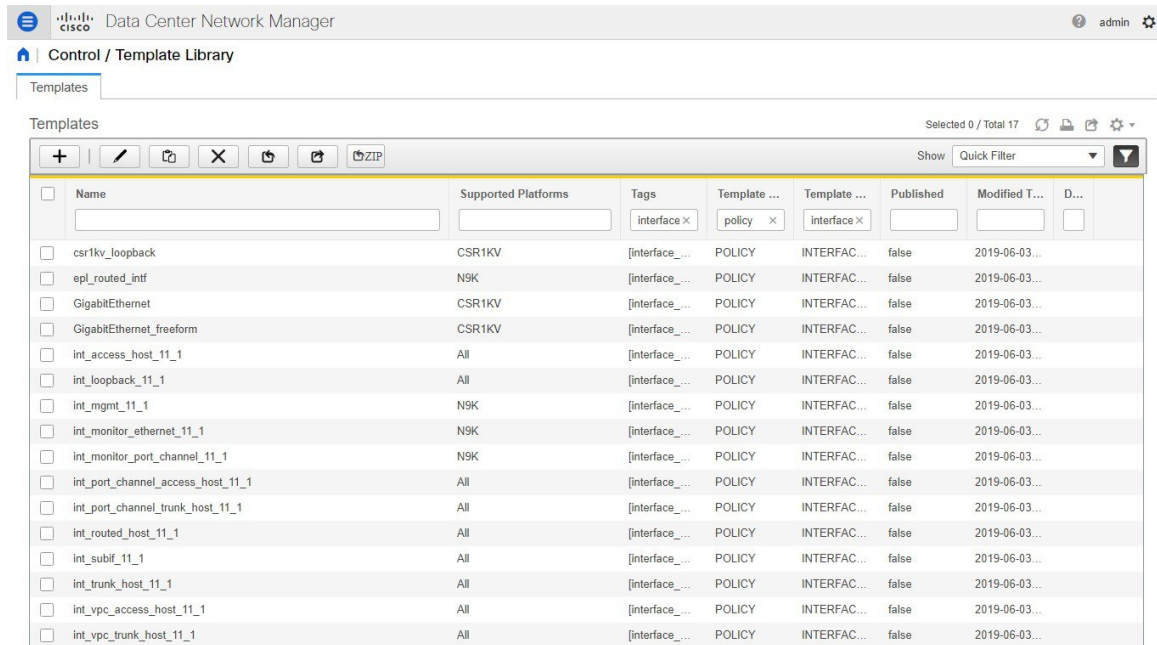 cisco Data Center Network Manager admin
Control / Template Library
Templates
Templates Selected 0 / Total 17
ZIP Show Quick Filter
Name Supported Platforms Tags Template ... Template ... Published Modified T... D...
interface × policy × interface ×
csr1kv_loopback CSR1KV [interface_... POLICY INTERFAC... false 2019-06-03...
epl_routed_intf N9K [interface_... POLICY INTERFAC... false 2019-06-03...
GigabitEthernet CSR1KV [interface_... POLICY INTERFAC... false 2019-06-03...
GigabitEthernet_freeform CSR1KV [interface_... POLICY INTERFAC... false 2019-06-03...
int_access_host_11_1 All [interface_... POLICY INTERFAC... false 2019-06-03...
int_loopback_11_1 All [interface_... POLICY INTERFAC... false 2019-06-03...
int_mgmt_11_1 N9K [interface_... POLICY INTERFAC... false 2019-06-03...
int_monitor_ethernet_11_1 N9K [interface_... POLICY INTERFAC... false 2019-06-03...
int_monitor_port_channel_11_1 N9K [interface_... POLICY INTERFAC... false 2019-06-03...
int_port_channel_access_host_11_1 All [interface_... POLICY INTERFAC... false 2019-06-03...
int_port_channel_trunk_host_11_1 All [interface_... POLICY INTERFAC... false 2019-06-03...
int_routed_host_11_1 All [interface_... POLICY INTERFAC... false 2019-06-03...
int_subif_11_1 All [interface_... POLICY INTERFAC... false 2019-06-03...
int_trunk_host_11_1 All [interface_... POLICY INTERFAC... false 2019-06-03...
int_vpc_access_host_11_1 All [interface_... POLICY INTERFAC... false 2019-06-03...
int_vpc_trunk_host_11_1 All [interface_... POLICY INTERFAC... false 2019-06-03...